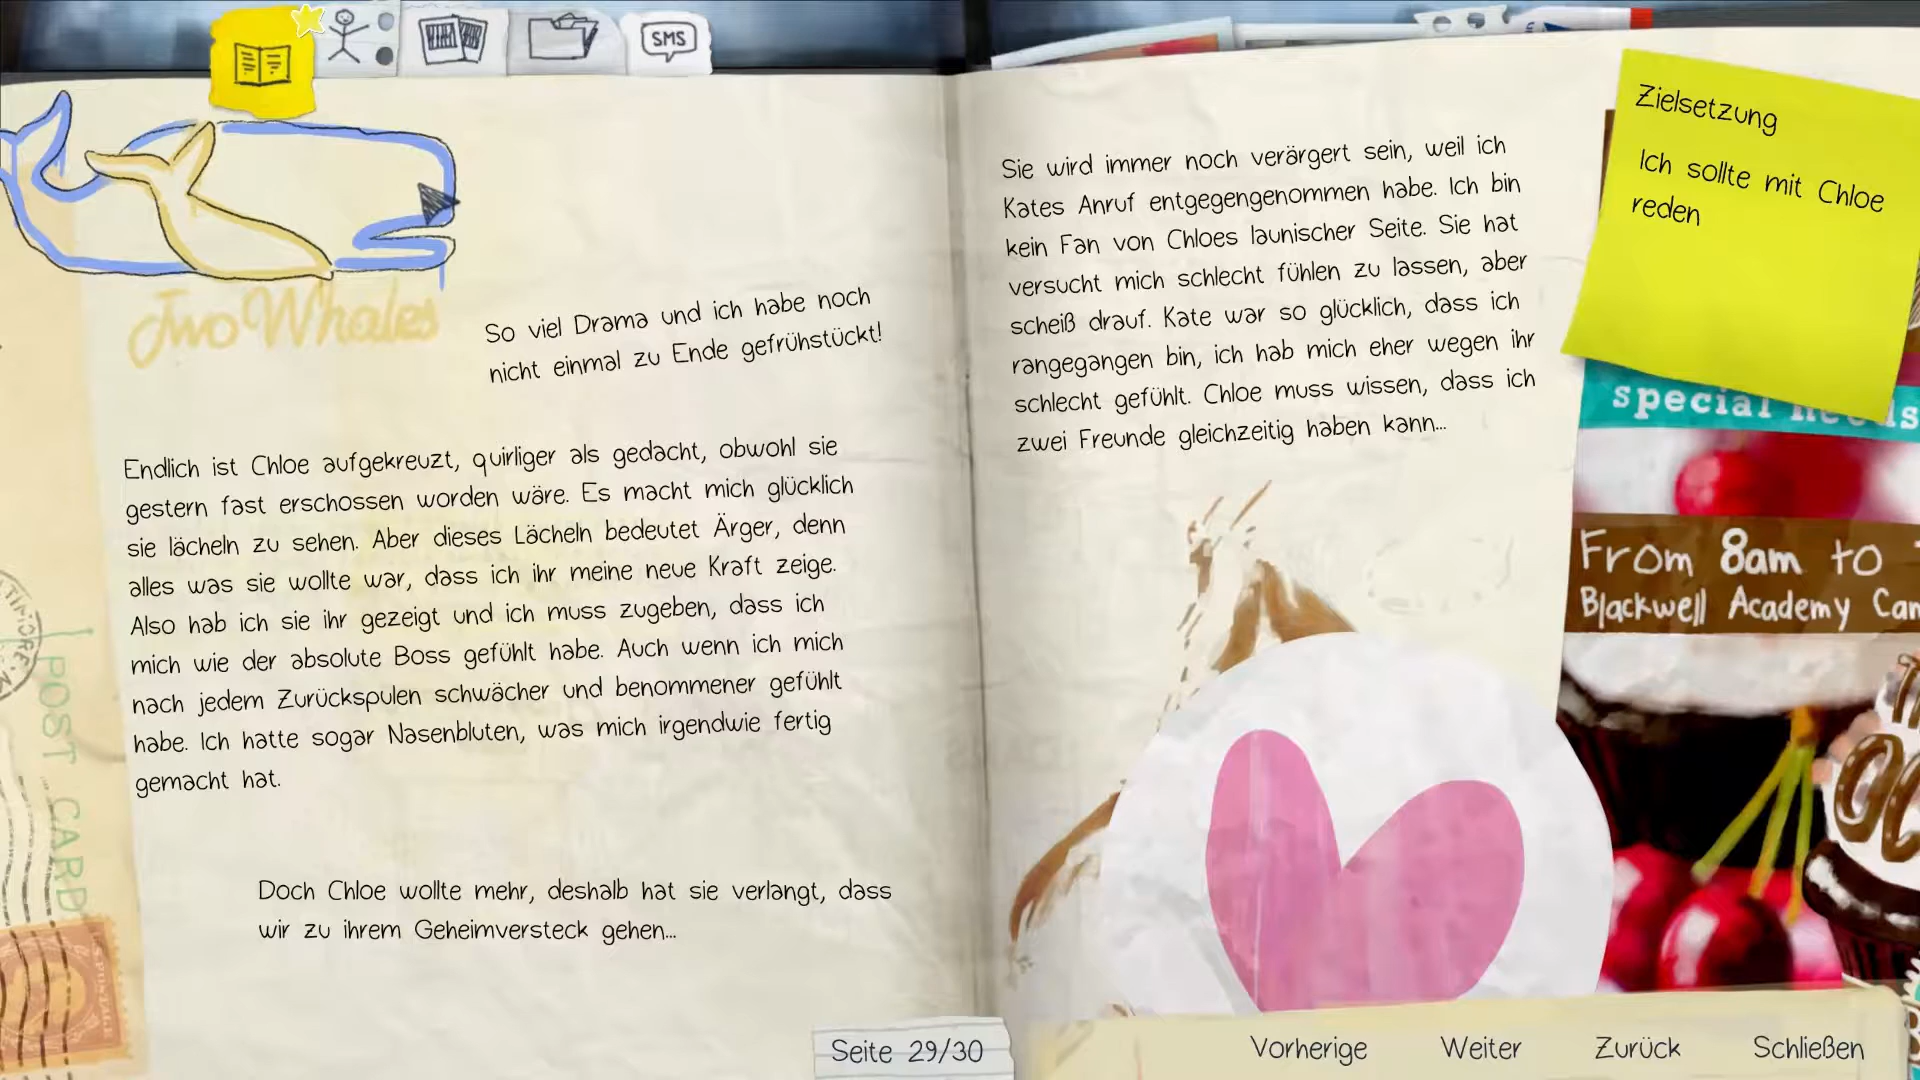 SMS
Two Whales
So viel Drama und ich habe noch
nicht einmal zu Ende gefrühstückt!
Endlich ist Chloe aufgekreuzt, quirliger als gedacht, obwohl sie
gestern fast erschossen worden wäre. Es macht mich glücklich
sie lächeln zu sehen. Aber dieses Lächeln bedeutet Ärger, denn
alles was sie wollte war, dass ich ihr meine neue Kraft zeige.
Also hab ich sie ihr gezeigt und ich muss zugeben, dass ich
mich wie der absolute Boss gefühlt habe. Auch wenn ich mich
nach jedem Zurückspulen schwächer und benommener gefühlt
habe. Ich hatte sogar Nasenbluten, was mich irgendwie fertig
gemacht hat.
Doch Chloe wollte mehr, deshalb hat sie verlangt, dass
wir zu ihrem Geheimversteck gehen...
POST CARD
Sie wird immer noch verärgert sein, weil ich
Kates Anruf entgegengenommen habe. Ich bin
kein Fan von Chloes launischer Seite. Sie hat
versucht mich schlecht fühlen zu lassen, aber
scheiß drauf. Kate war so glücklich, dass ich
rangegangen bin, ich hab mich eher wegen ihr
schlecht gefühlt. Chloe muss wissen, dass ich
zwei Freunde gleichzeitig haben kann...
Zielsetzung
Ich sollte mit Chloe
reden
special
From 8am to
Blackwell Academy
Seite 29/30
Vorherige
Weiter
Zurück
Schließen